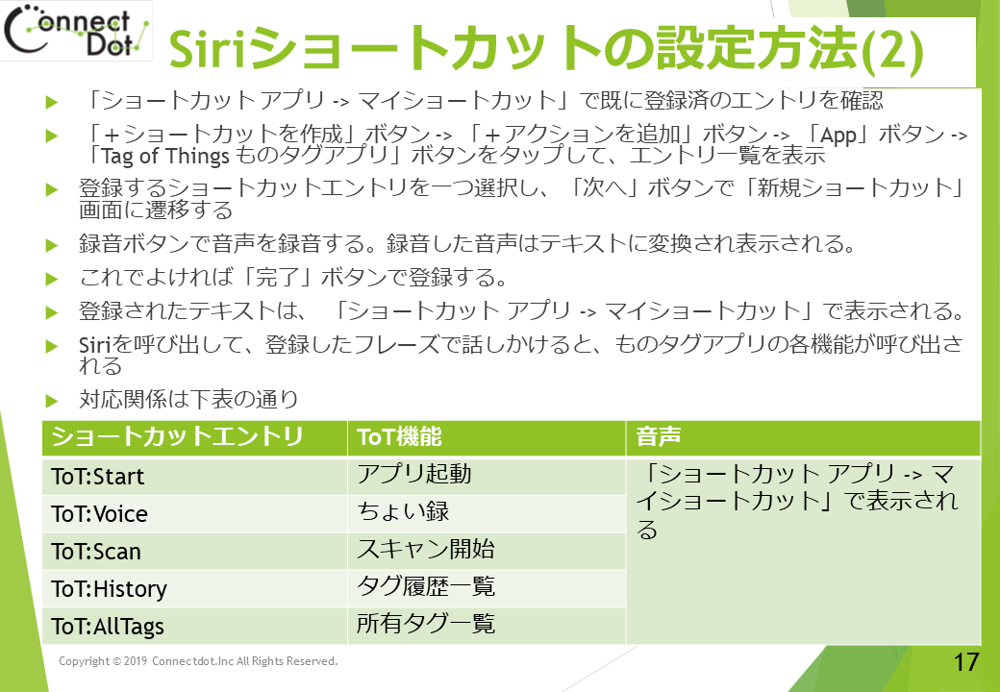 Connect
Dot
Siriショートカットの設定方法(2)
「ショートカット アプリ -> マイショートカット」で既に登録済のエントリを確認
「＋ショートカットを作成」ボタン -> 「＋アクションを追加」ボタン -> 「App」ボタン ->
「Tag of Things ものタグアプリ」ボタンをタップして、エントリ一覧を表示
登録するショートカットエントリを一つ選択し、「次へ」ボタンで「新規ショートカット」
画面に遷移する
録音ボタンで音声を録音する。録音した音声はテキストに変換され表示される。
これでよければ「完了」ボタンで登録する。
登録されたテキストは、 「ショートカット アプリ -> マイショートカット」で表示される。
Siriを呼び出して、登録したフレーズで話しかけると、ものタグアプリの各機能が呼び出さ
れる
対応関係は下表の通り
ショートカットエントリ ToT機能 音声
ToT:Start アプリ起動 「ショートカット アプリ -> マ
イショートカット」で表示され
る
ToT:Voice ちょい録
ToT:Scan スキャン開始
ToT:History タグ履歴一覧
ToT:AllTags 所有タグ一覧
Copyright © 2019 Connectdot.Inc All Rights Reserved.
17